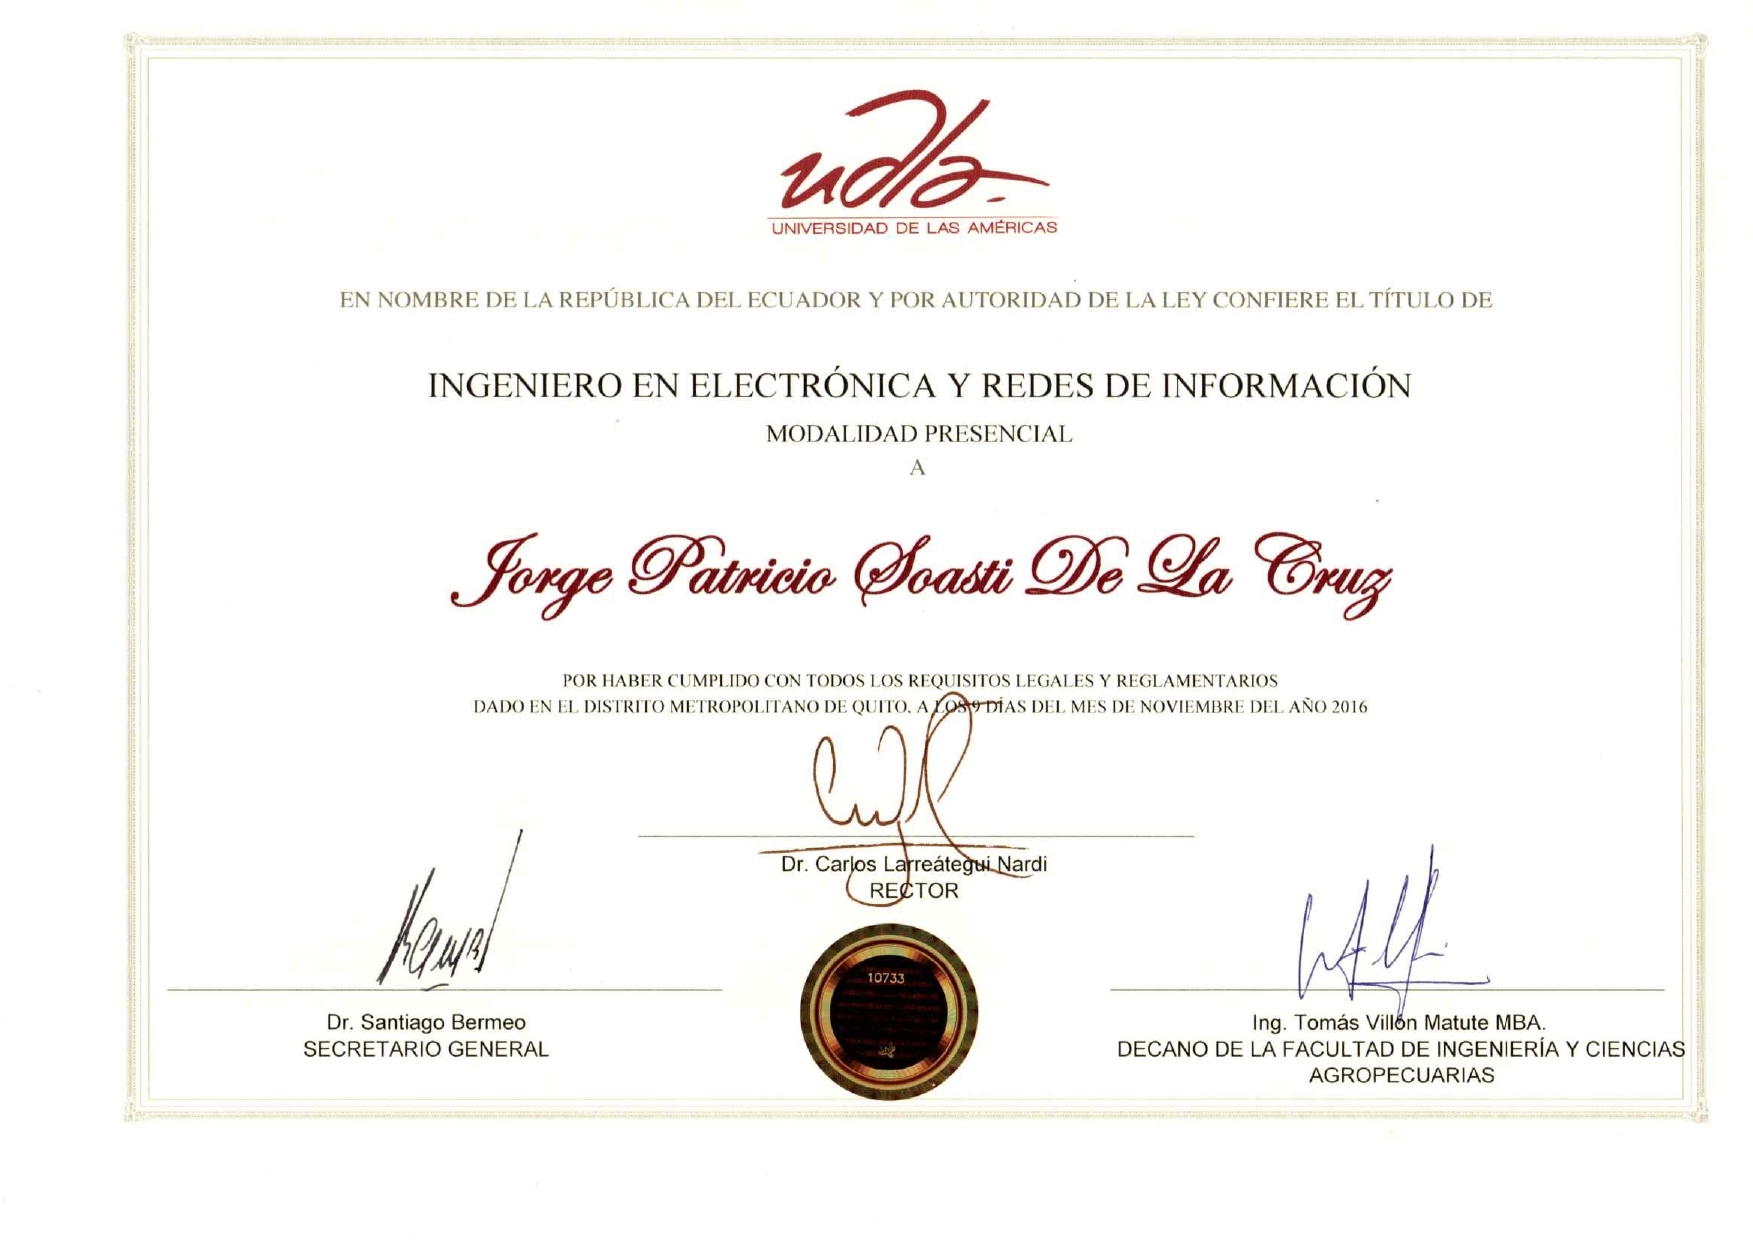 udla.
UNIVERSIDAD DE LAS AMÉRICAS
EN NOMBRE DE LA REPÚBLICA DEL ECUADOR Y POR AUTORIDAD DE LA LEY CONFIERE EL TÍTULO DE
INGENIERO EN ELECTRÓNICA Y REDES DE INFORMACIÓN
MODALIDAD PRESENCIAL
A
Jorge Patricio Soasti De La Cruz
POR HABER CUMPLIDO CON TODOS LOS REQUISITOS LEGALES Y REGLAMENTARIOS
DADO EN EL DISTRITO METROPOLITANO DE QUITO, A LOS 9 DÍAS DEL MES DE NOVIEMBRE DEL AÑO 2016
Dr. Carlos Larreátegui Nardi
RECTOR
Dr. Santiago Bermeo
SECRETARIO GENERAL
10733
Ing. Tomás Villón Matute MBA.
DECANO DE LA FACULTAD DE INGENIERÍA Y CIENCIAS
AGROPECUARIAS